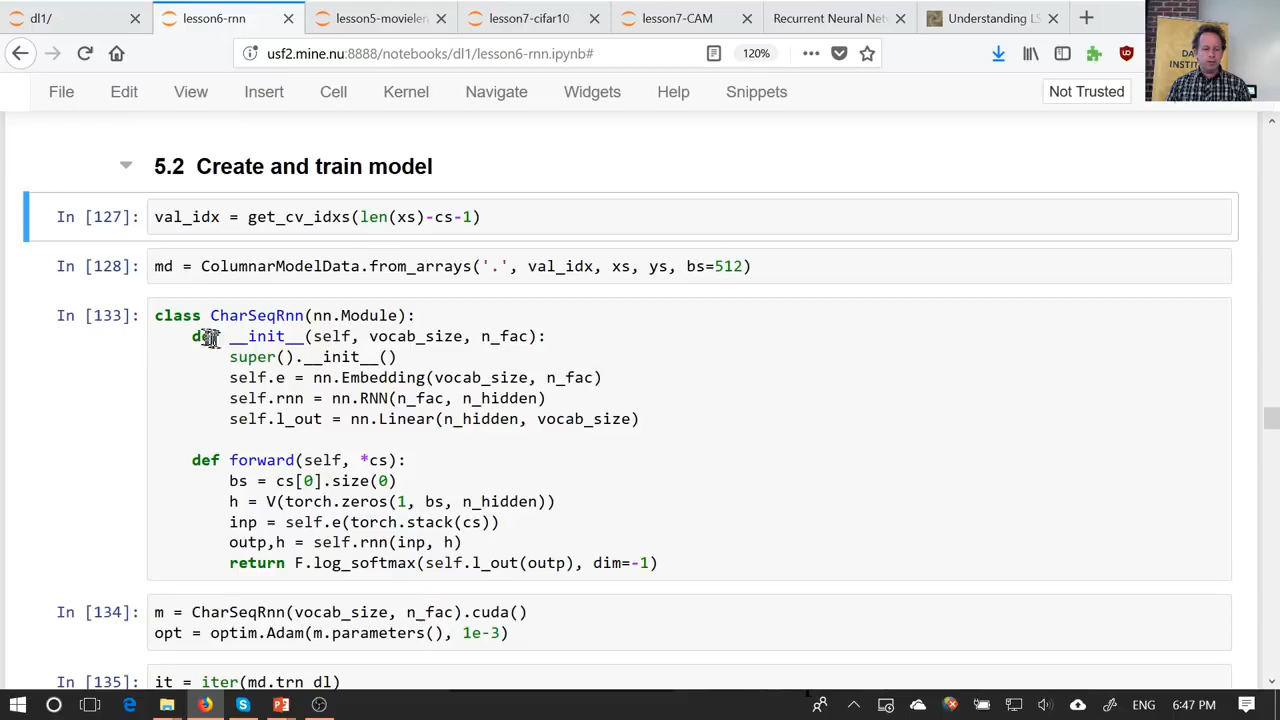 dl1/
lesson6-rnn
lesson5-movielen
lesson7-cifar10
lesson7-CAM
Recurrent Neural Net
Understanding LS
usf2.mine.nu:8888/notebooks/dl1/lesson6-rnn.ipynb#
120%
File Edit View Insert Cell Kernel Navigate Widgets Help Snippets
Not Trusted
5.2 Create and train model
In [127]: val_idx = get_cv_idxs(len(xs)-cs-1)
In [128]: md = ColumnarModelData.from_arrays('.', val_idx, xs, ys, bs=512)
In [133]: class CharSeqRnn(nn.Module):
def __init__(self, vocab_size, n_fac):
super().__init__()
self.e = nn.Embedding(vocab_size, n_fac)
self.rnn = nn.RNN(n_fac, n_hidden)
self.l_out = nn.Linear(n_hidden, vocab_size)
def forward(self, *cs):
bs = cs[0].size(0)
h = V(torch.zeros(1, bs, n_hidden))
inp = self.e(torch.stack(cs))
outp,h = self.rnn(inp, h)
return F.log_softmax(self.l_out(outp), dim=-1)
In [134]: m = CharSeqRnn(vocab_size, n_fac).cuda()
opt = optim.Adam(m.parameters(), 1e-3)
In [135]: it = iter(md.trn_dl)
ENG
6:47 PM